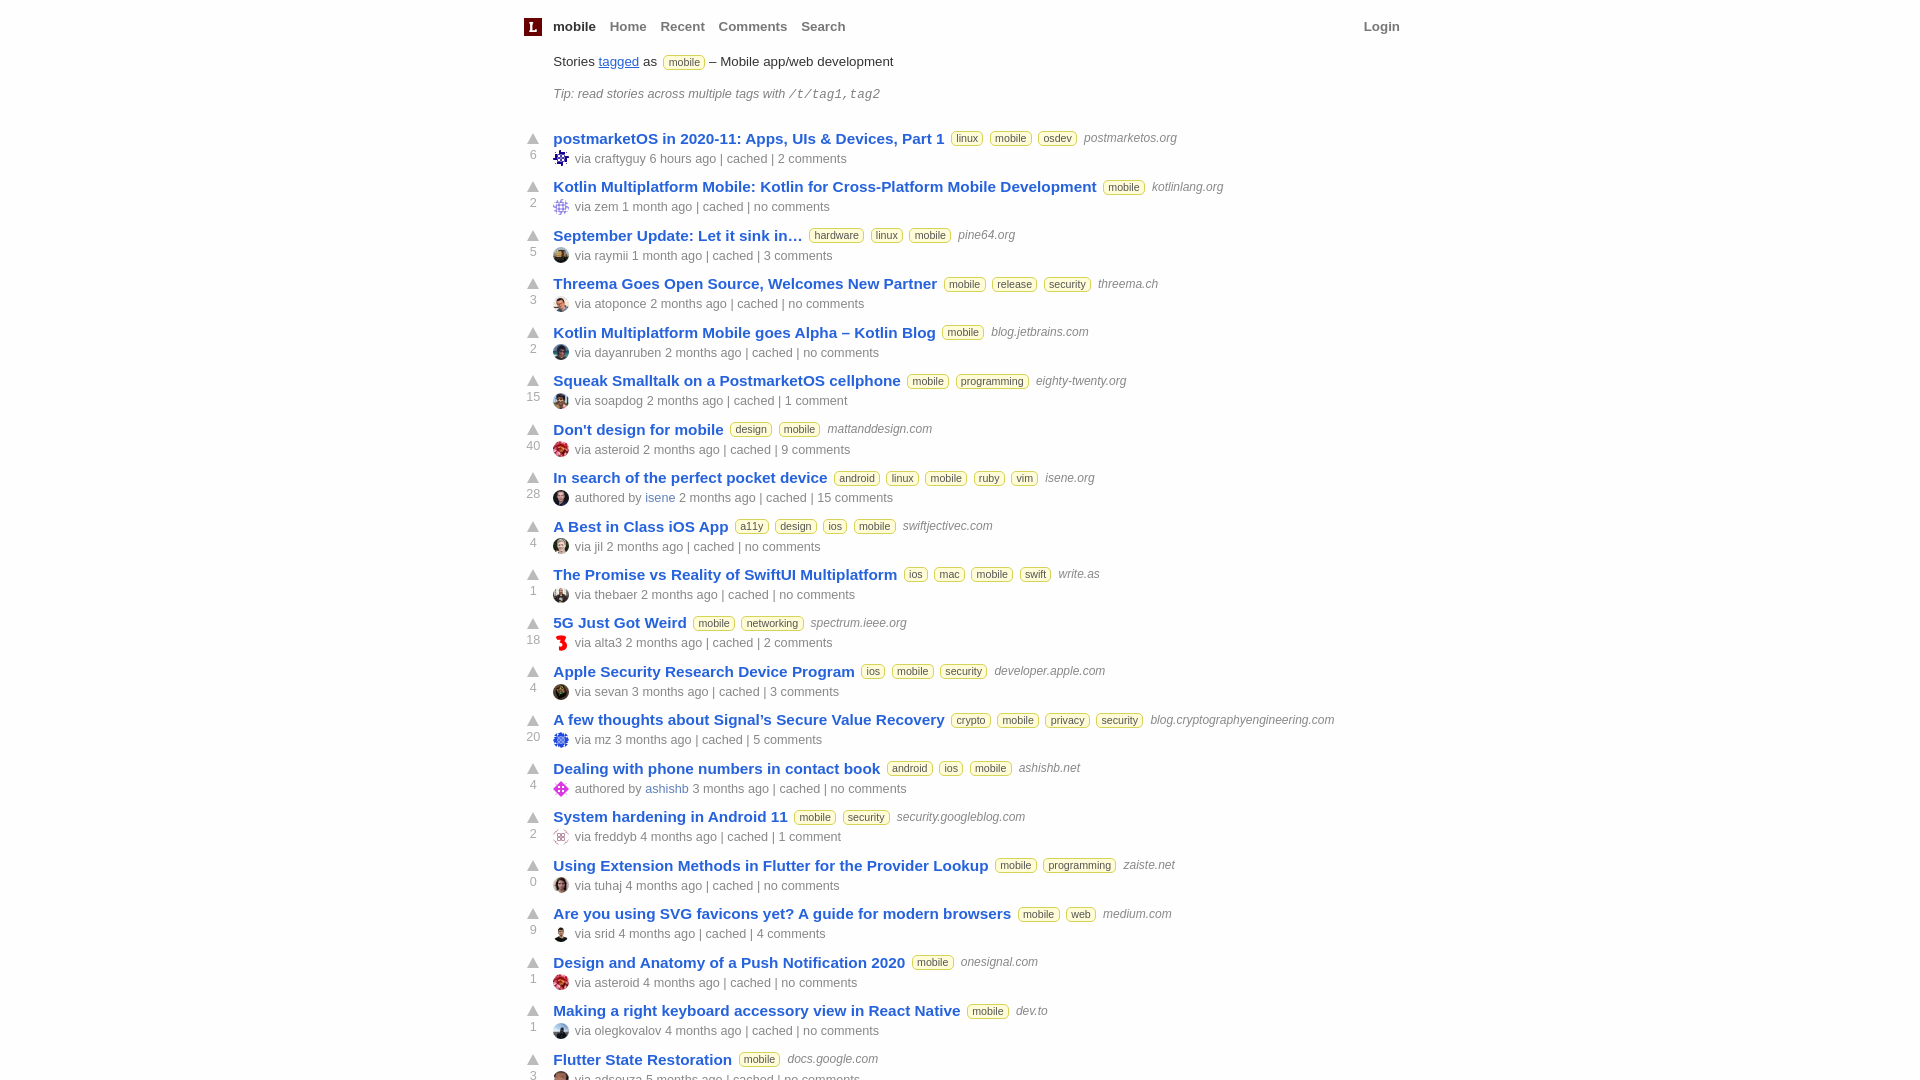 L mobile Home Recent Comments Search Login
Stories tagged as mobile – Mobile app/web development
Tip: read stories across multiple tags with /t/tag1,tag2
postmarketOS in 2020-11: Apps, UIs & Devices, Part 1 linux mobile osdev postmarketos.org
6 via craftyguy 6 hours ago | cached | 2 comments
Kotlin Multiplatform Mobile: Kotlin for Cross-Platform Mobile Development mobile kotlinlang.org
2 via zem 1 month ago | cached | no comments
September Update: Let it sink in… hardware linux mobile pine64.org
5 via raymii 1 month ago | cached | 3 comments
Threema Goes Open Source, Welcomes New Partner mobile release security threema.ch
3 via atoponce 2 months ago | cached | no comments
Kotlin Multiplatform Mobile goes Alpha – Kotlin Blog mobile blog.jetbrains.com
2 via dayanruben 2 months ago | cached | no comments
Squeak Smalltalk on a PostmarketOS cellphone mobile programming eighty-twenty.org
15 via soapdog 2 months ago | cached | 1 comment
Don't design for mobile design mobile mattanddesign.com
40 via asteroid 2 months ago | cached | 9 comments
In search of the perfect pocket device android linux mobile ruby vim isene.org
28 authored by isene 2 months ago | cached | 15 comments
A Best in Class iOS App a11y design ios mobile swiftjectivec.com
4 via jil 2 months ago | cached | no comments
The Promise vs Reality of SwiftUI Multiplatform ios mac mobile swift write.as
1 via thebaer 2 months ago | cached | no comments
5G Just Got Weird mobile networking spectrum.ieee.org
18 via alta3 2 months ago | cached | 2 comments
Apple Security Research Device Program ios mobile security developer.apple.com
4 via sevan 3 months ago | cached | 3 comments
A few thoughts about Signal’s Secure Value Recovery crypto mobile privacy security blog.cryptographyengineering.com
20 via mz 3 months ago | cached | 5 comments
Dealing with phone numbers in contact book android ios mobile ashishb.net
4 authored by ashishb 3 months ago | cached | no comments
System hardening in Android 11 mobile security security.googleblog.com
2 via freddyb 4 months ago | cached | 1 comment
Using Extension Methods in Flutter for the Provider Lookup mobile programming zaiste.net
0 via tuhaj 4 months ago | cached | no comments
Are you using SVG favicons yet? A guide for modern browsers mobile web medium.com
9 via srid 4 months ago | cached | 4 comments
Design and Anatomy of a Push Notification 2020 mobile onesignal.com
1 via asteroid 4 months ago | cached | no comments
Making a right keyboard accessory view in React Native mobile dev.to
1 via olegkovalov 4 months ago | cached | no comments
Flutter State Restoration mobile docs.google.com
3 via adsouza 5 months ago | cached | no comments